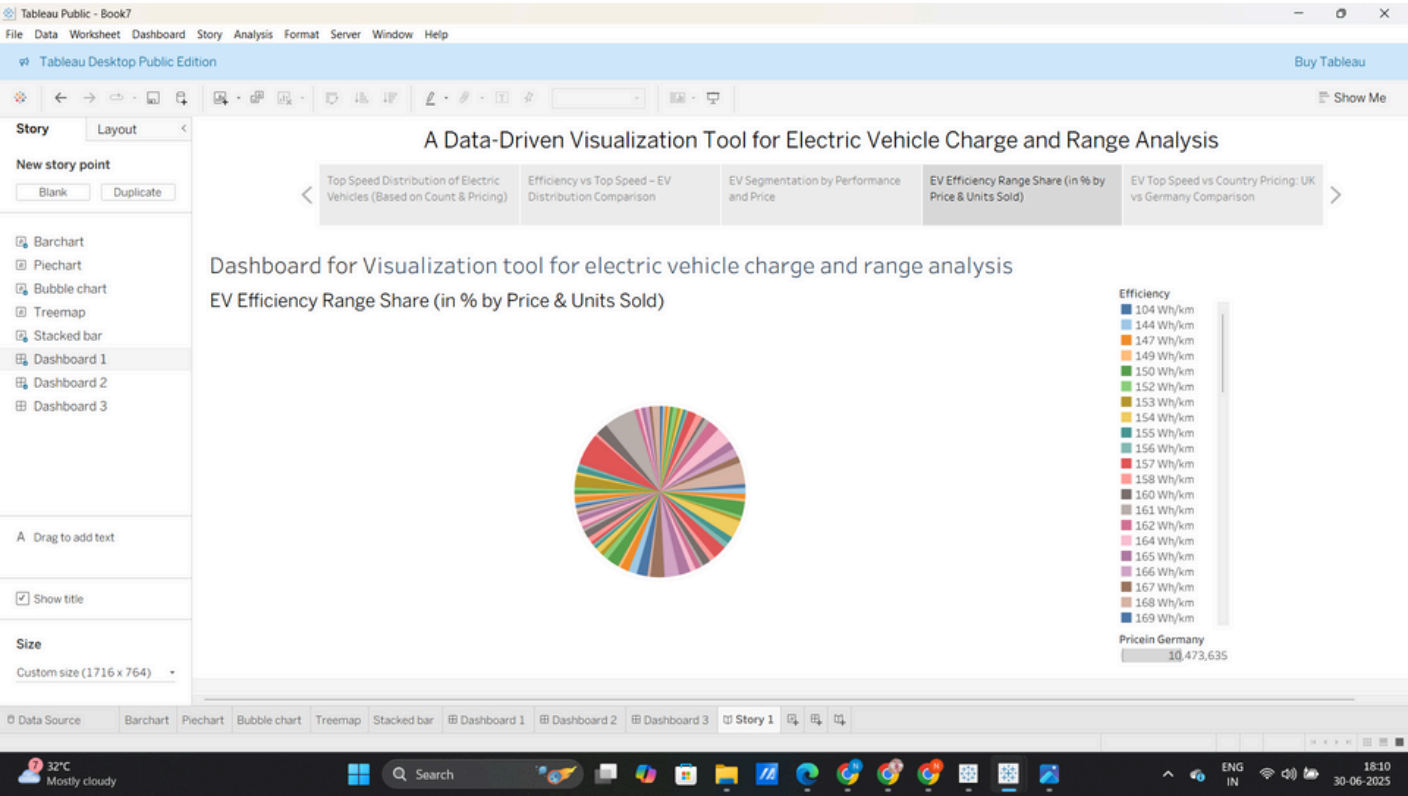 Tableau Public - Book7
File Data Worksheet Dashboard Story Analysis Format Server Window Help
Tableau Desktop Public Edition
Buy Tableau
Show Me
Story Layout
New story point
Blank Duplicate
Barchart
Piechart
Bubble chart
Treemap
Stacked bar
Dashboard 1
Dashboard 2
Dashboard 3
A Drag to add text
Show title
Size
Custom size (1716 x 764)
A Data-Driven Visualization Tool for Electric Vehicle Charge and Range Analysis
Top Speed Distribution of Electric
Vehicles (Based on Count & Pricing)
Efficiency vs Top Speed – EV
Distribution Comparison
EV Segmentation by Performance
and Price
EV Efficiency Range Share (in % by
Price & Units Sold)
EV Top Speed vs Country Pricing: UK
vs Germany Comparison
Dashboard for Visualization tool for electric vehicle charge and range analysis
EV Efficiency Range Share (in % by Price & Units Sold)
Efficiency
104 Wh/km
144 Wh/km
147 Wh/km
149 Wh/km
150 Wh/km
152 Wh/km
153 Wh/km
154 Wh/km
155 Wh/km
156 Wh/km
157 Wh/km
158 Wh/km
160 Wh/km
161 Wh/km
162 Wh/km
164 Wh/km
165 Wh/km
166 Wh/km
167 Wh/km
168 Wh/km
169 Wh/km
Pricein Germany
10,473,635
Data Source Barchart Piechart Bubble chart Treemap Stacked bar Dashboard 1 Dashboard 2 Dashboard 3 Story 1
7
32°C
Mostly cloudy
Search
ENG
IN
18:10
30-06-2025